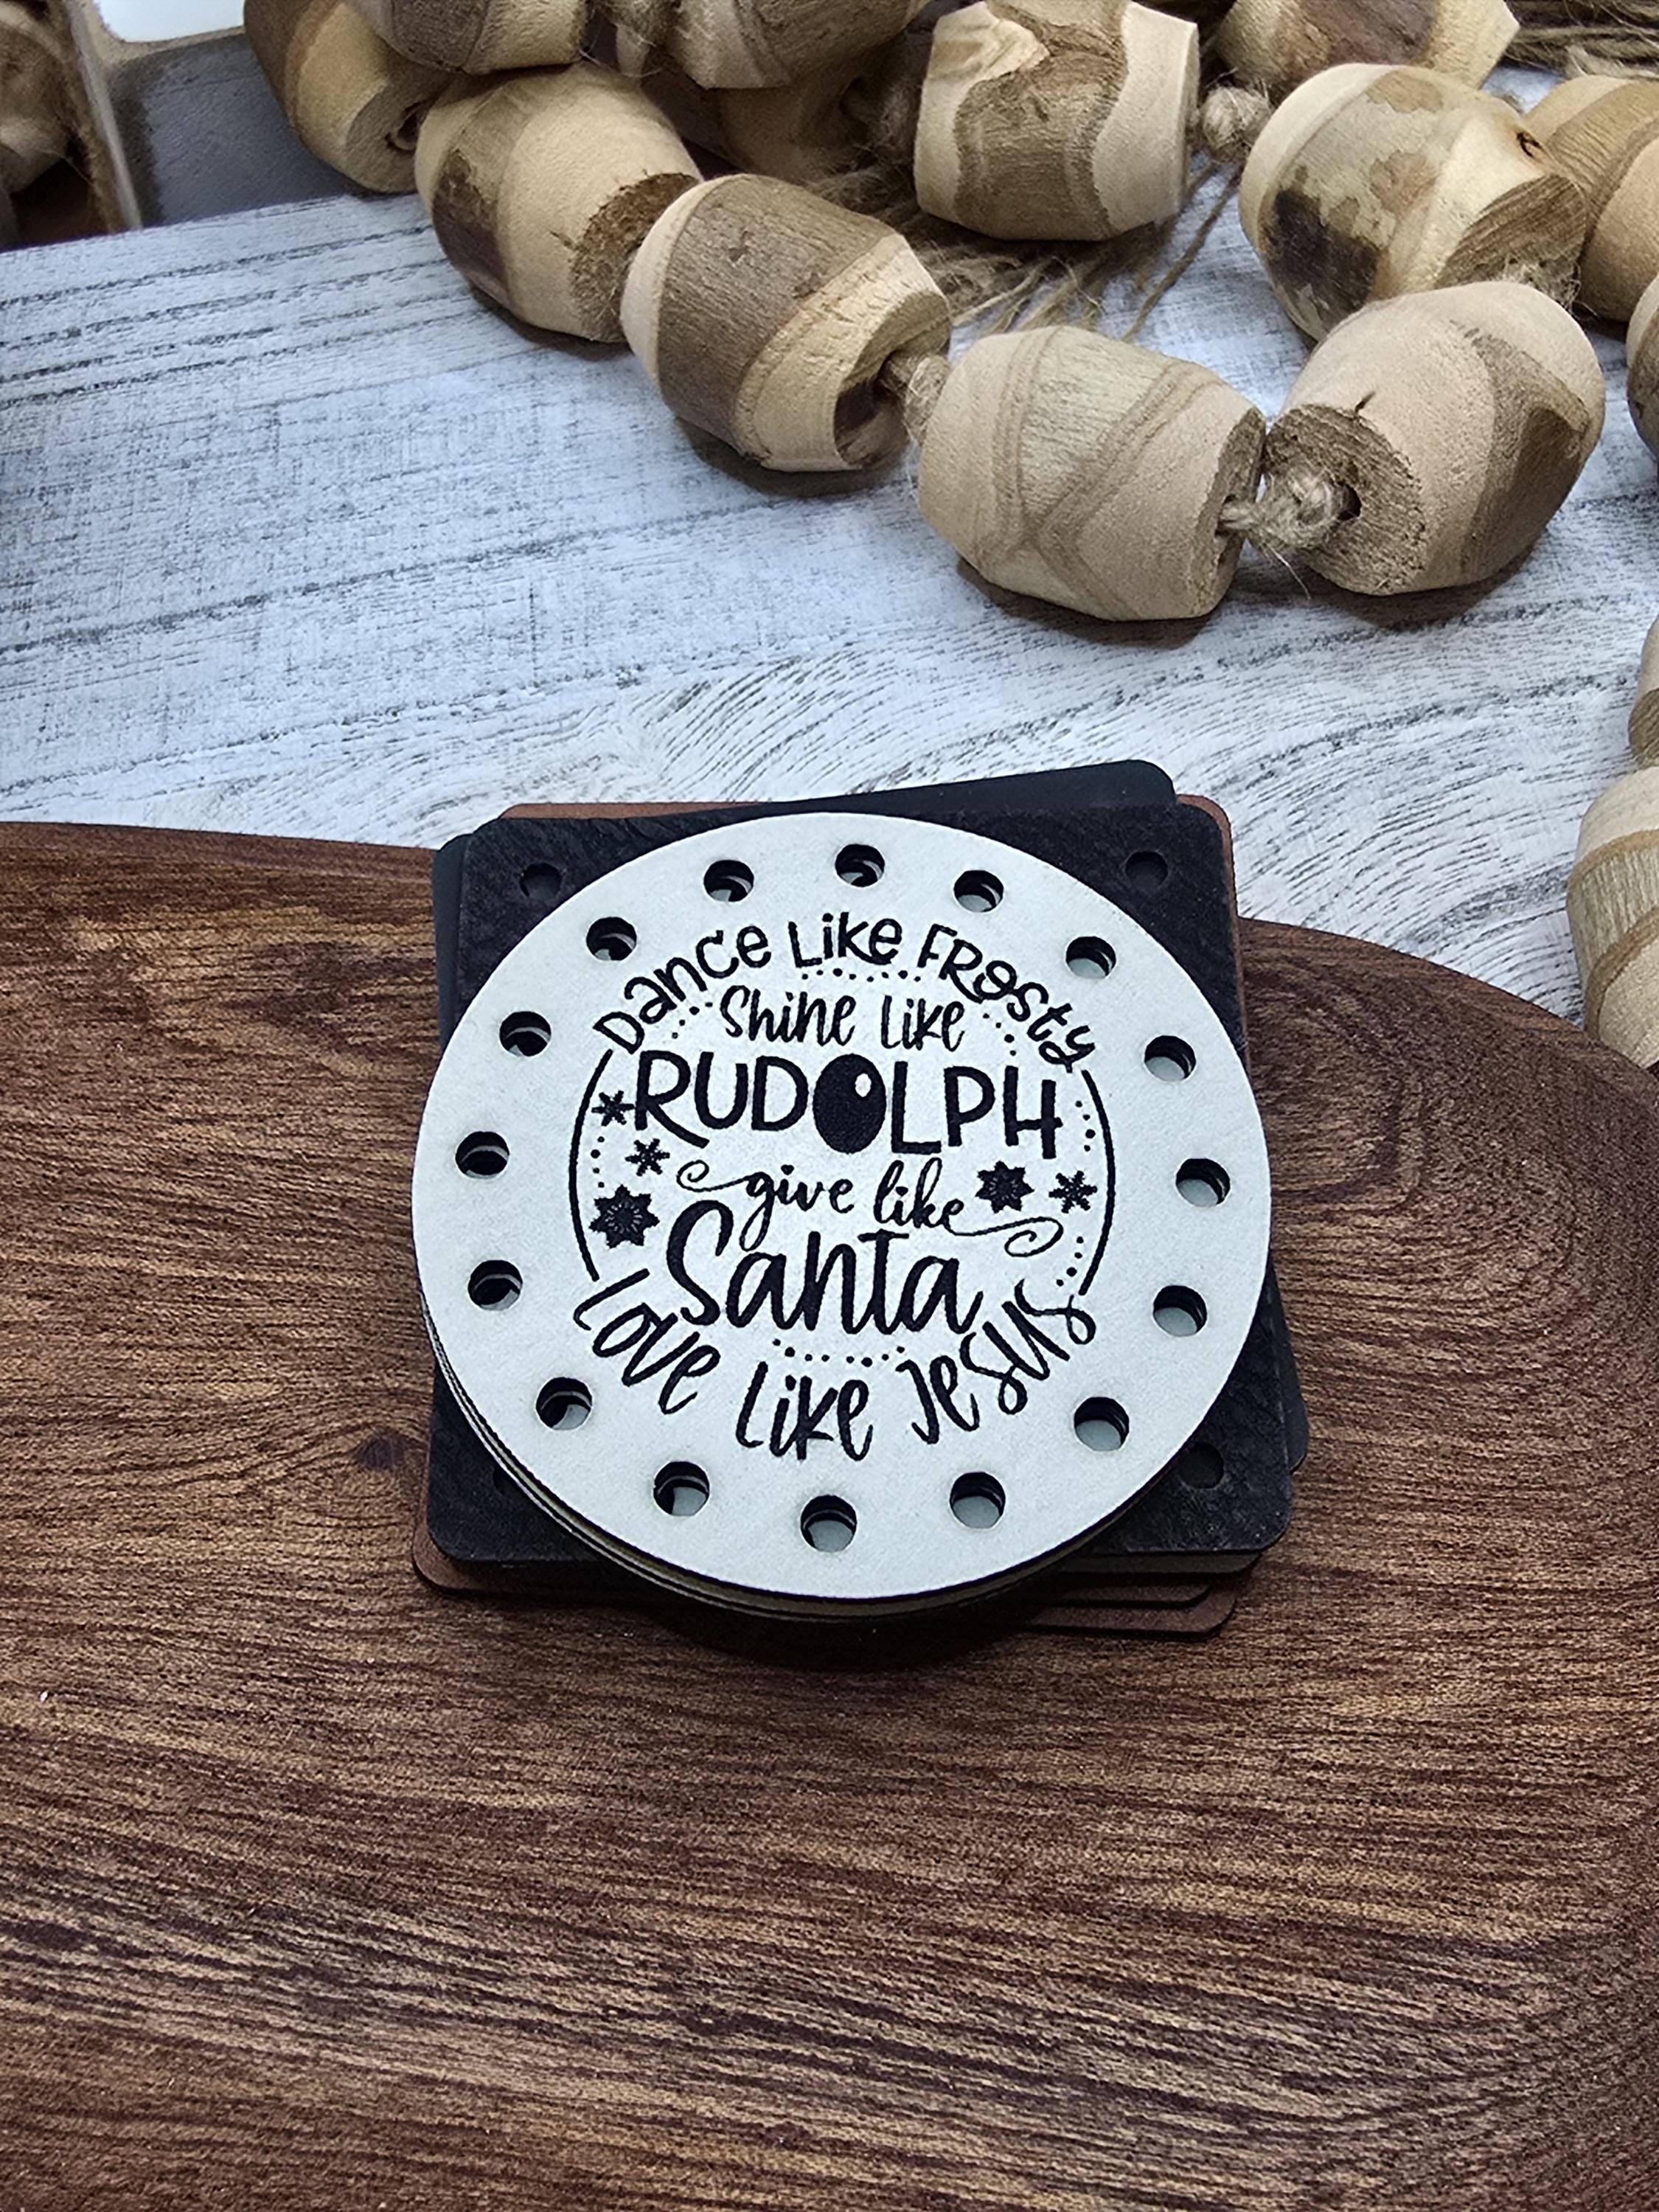 Dance Like Frosty
Shine Like
RUDOLPH
give like
Santa
Love Like Jesus